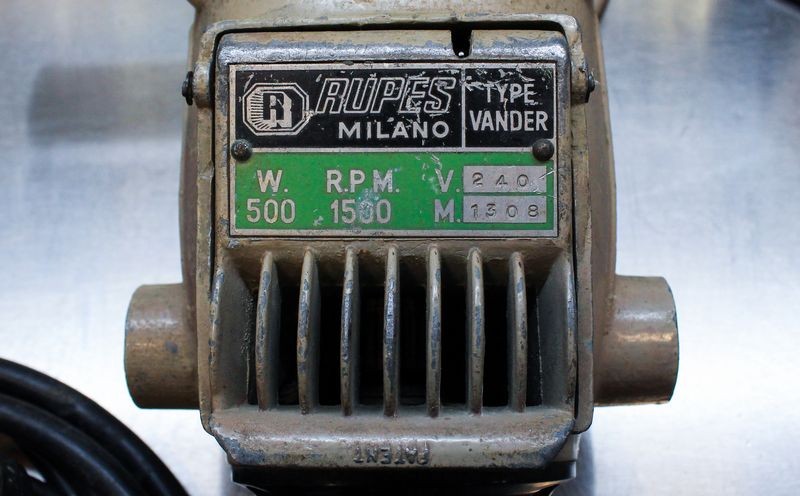 R RUPES
MILANO
TYPE
VANDER
W. R.P.M. V. 240
500 1500 M. 1308
PATENT